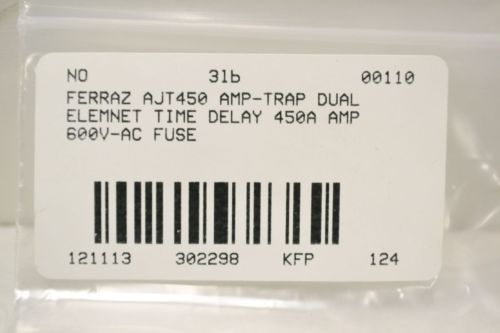 NO 31b 00110
FERRAZ AJT450 AMP-TRAP DUAL
ELEMNET TIME DELAY 450A AMP
600V-AC FUSE
121113 302298 KFP 124